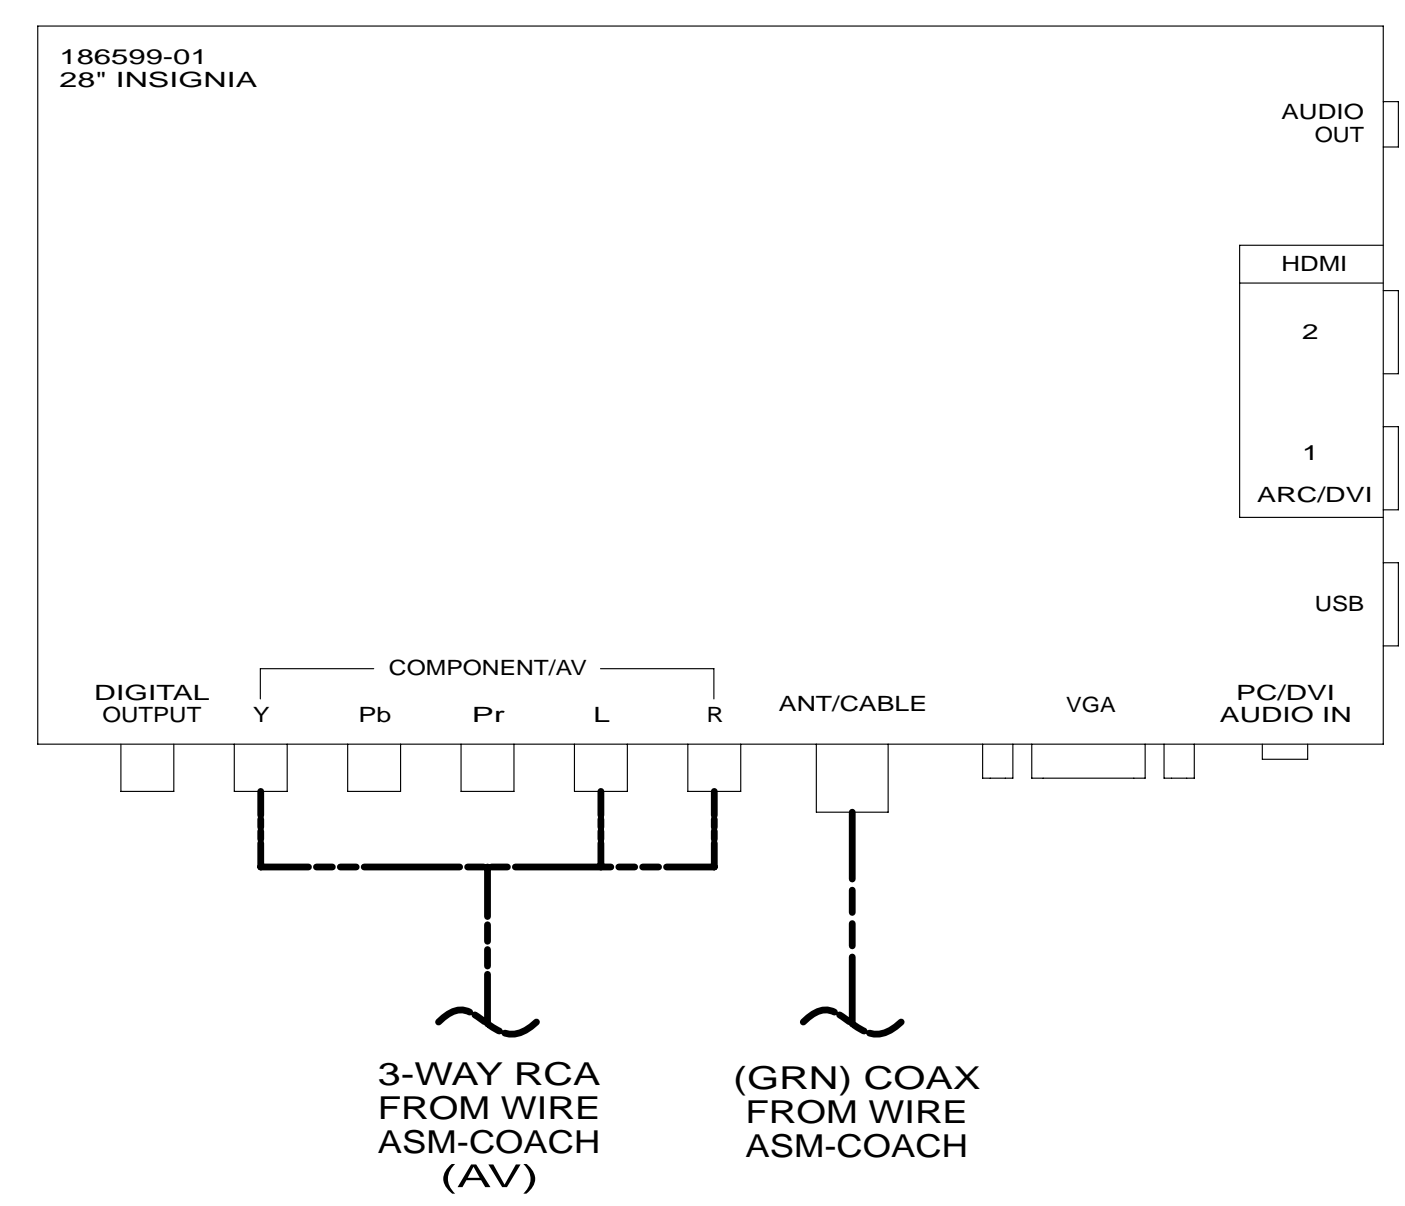 186599-01
28" INSIGNIA
AUDIO
OUT
HDMI
2
1
ARC/DVI
USB
COMPONENT/AV
DIGITAL
OUTPUT
Y
Pb
Pr
L
R
ANT/CABLE
VGA
PC/DVI
AUDIO IN
3-WAY RCA
FROM WIRE
ASM-COACH
(AV)
(GRN) COAX
FROM WIRE
ASM-COACH